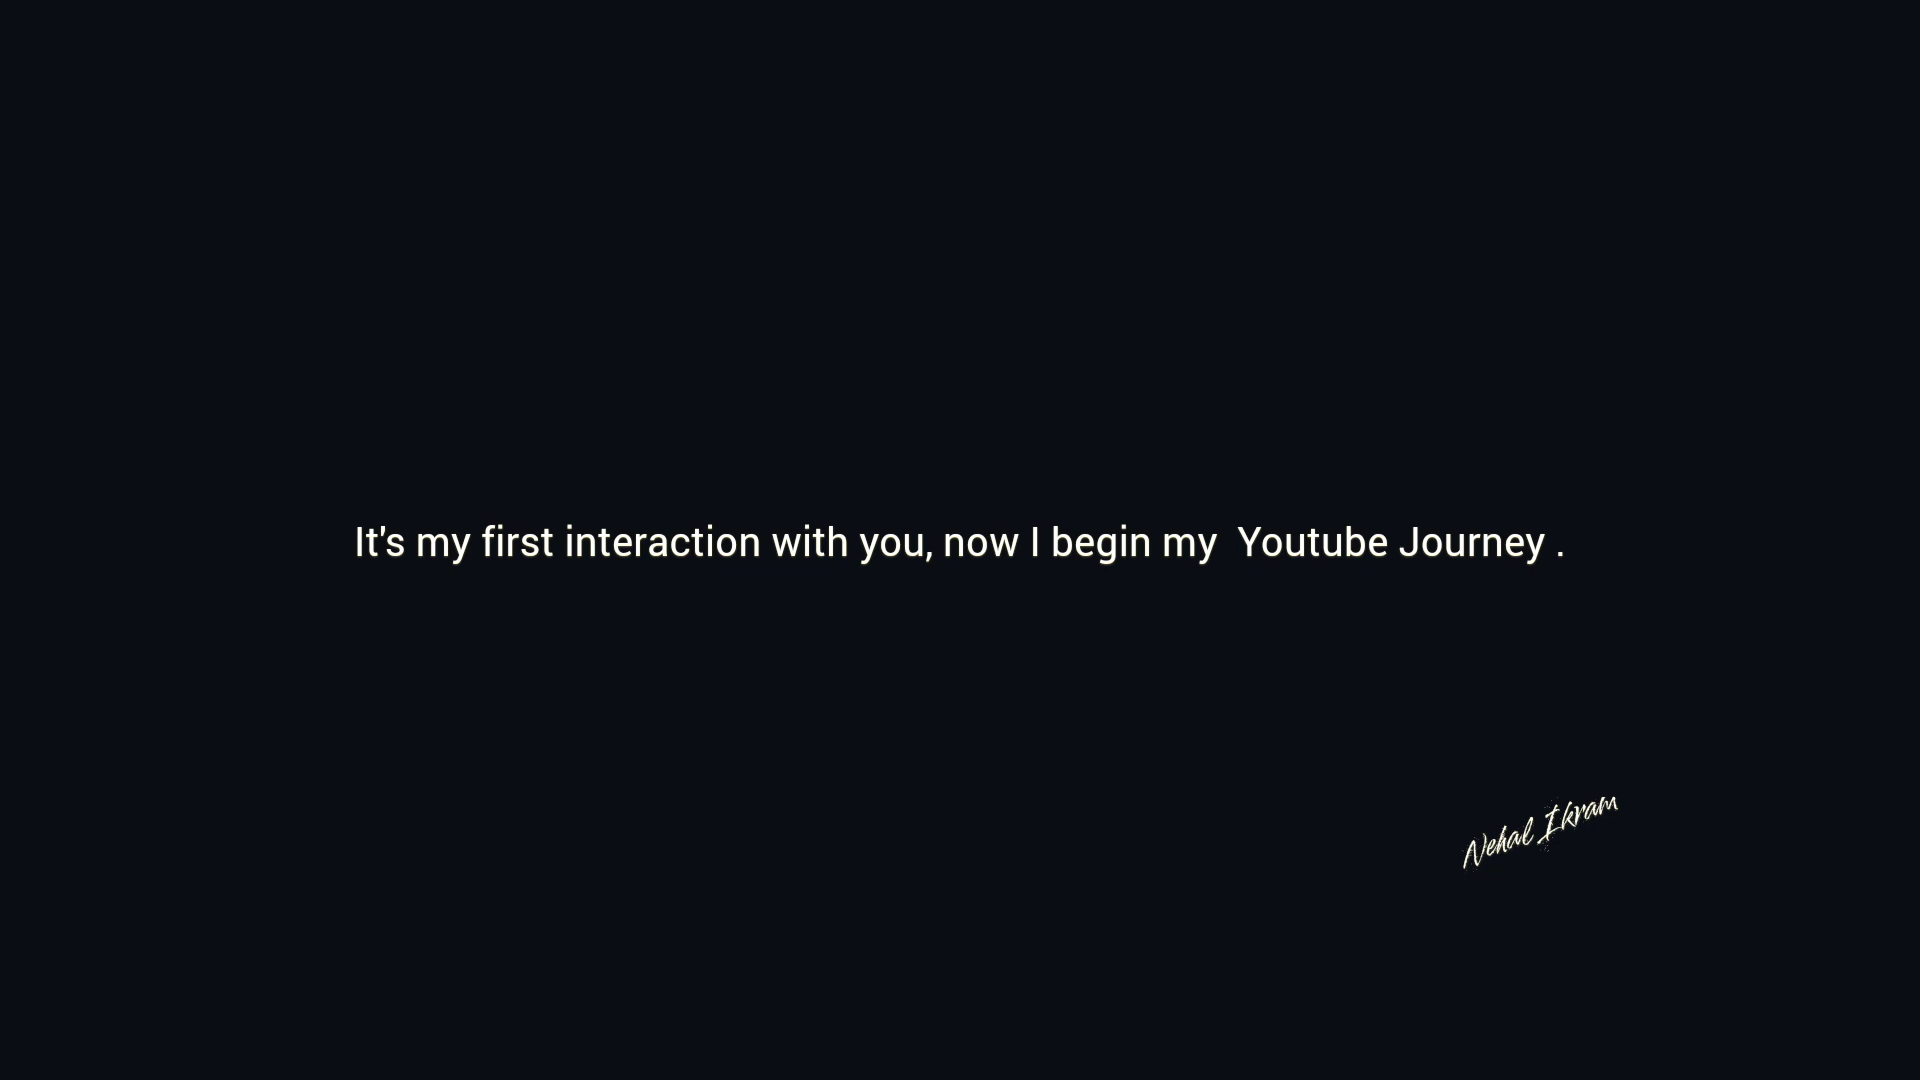 It's my first interaction with you, now I begin my  Youtube Journey .
Nehal Ikram